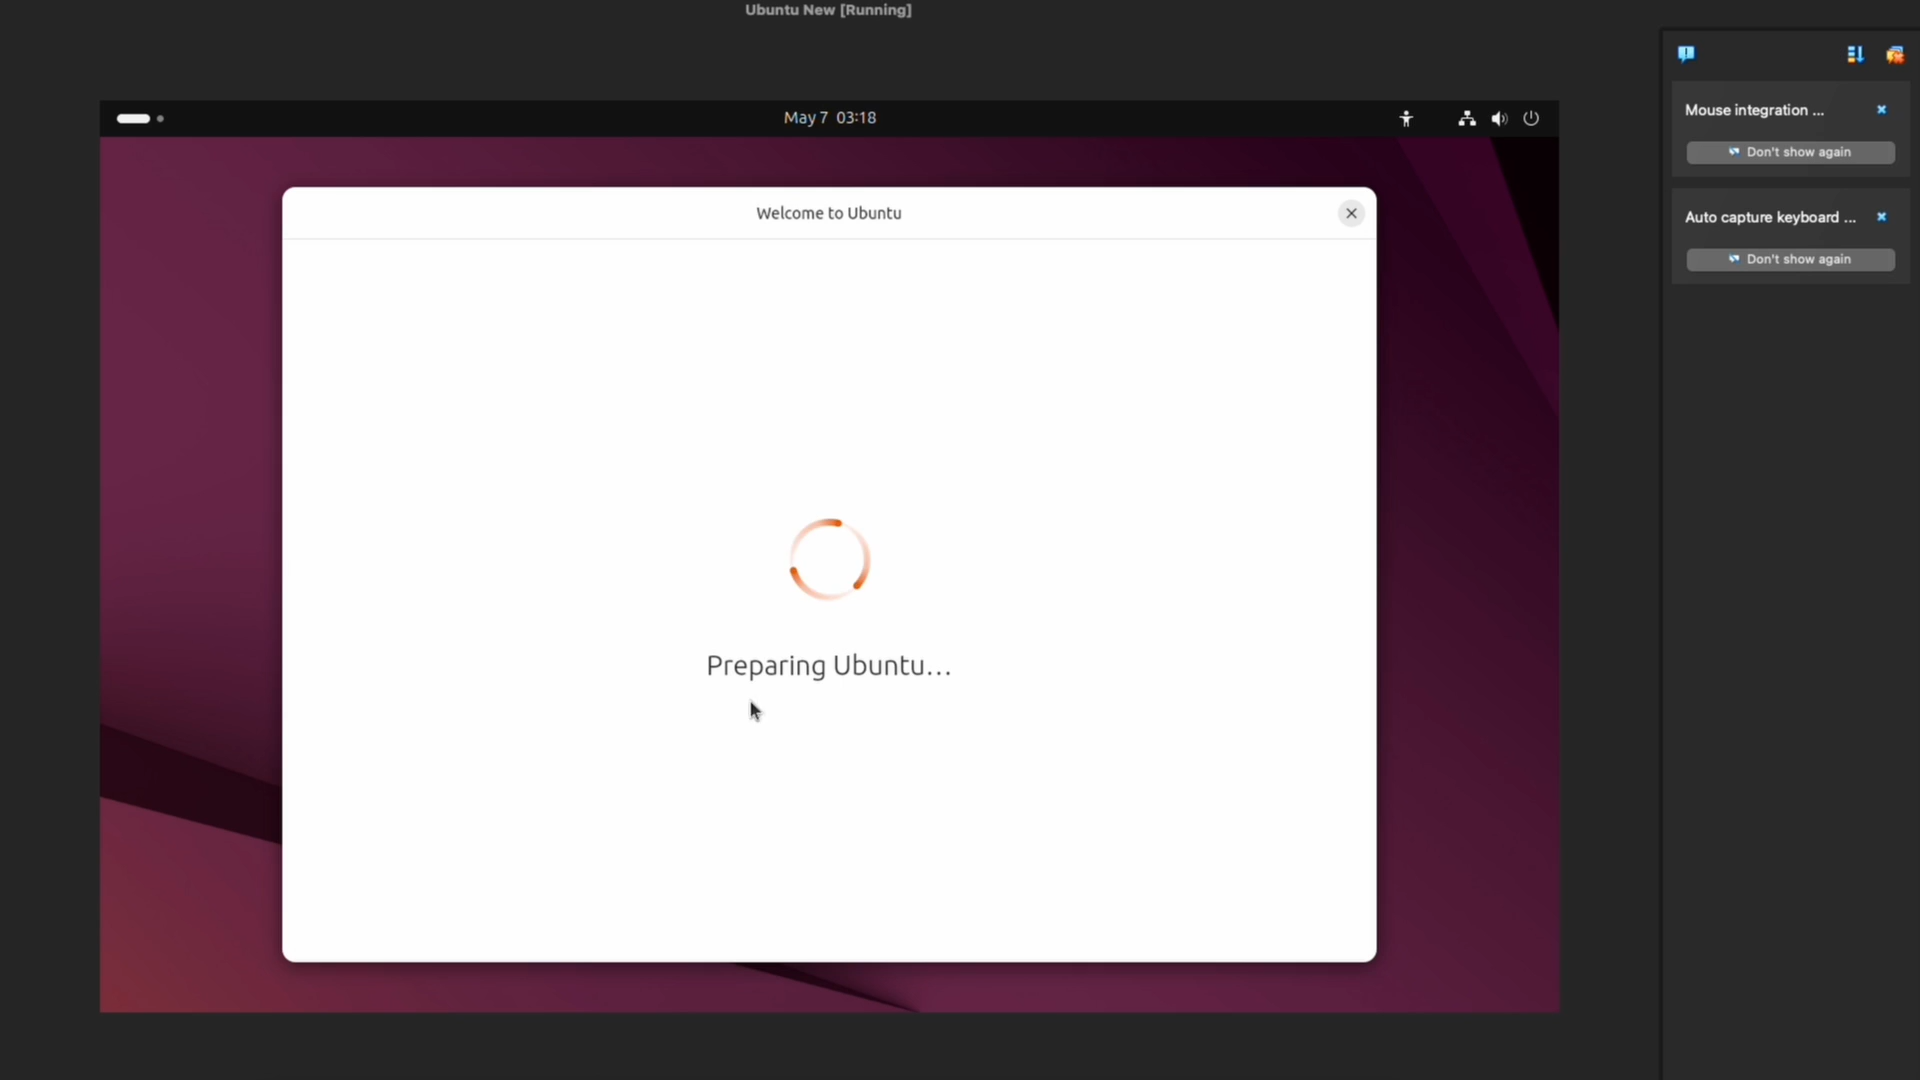 Ubuntu New [Running]
May 7 03:18
Mouse integration ...
Don't show again
Auto capture keyboard ...
Don't show again
Welcome to Ubuntu
Preparing Ubuntu...